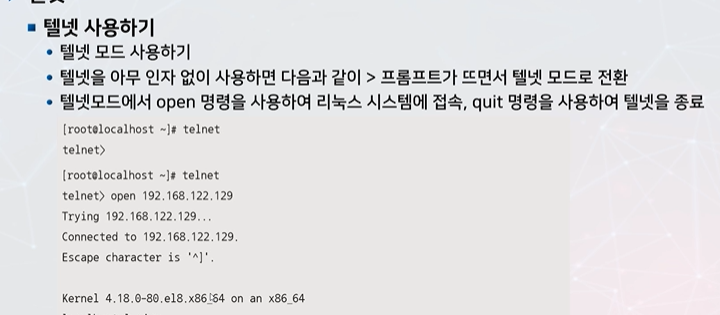 텔넷 사용하기
텔넷 모드 사용하기
텔넷을 아무 인자 없이 사용하면 다음과 같이 > 프롬프트가 뜨면서 텔넷 모드로 전환
텔넷모드에서 open 명령을 사용하여 리눅스 시스템에 접속, quit 명령을 사용하여 텔넷을 종료
[root@localhost ~]# telnet
telnet>
[root@localhost ~]# telnet
telnet> open 192.168.122.129
Trying 192.168.122.129...
Connected to 192.168.122.129.
Escape character is '^]'.
Kernel 4.18.0-80.el8.x86_64 on an x86_64